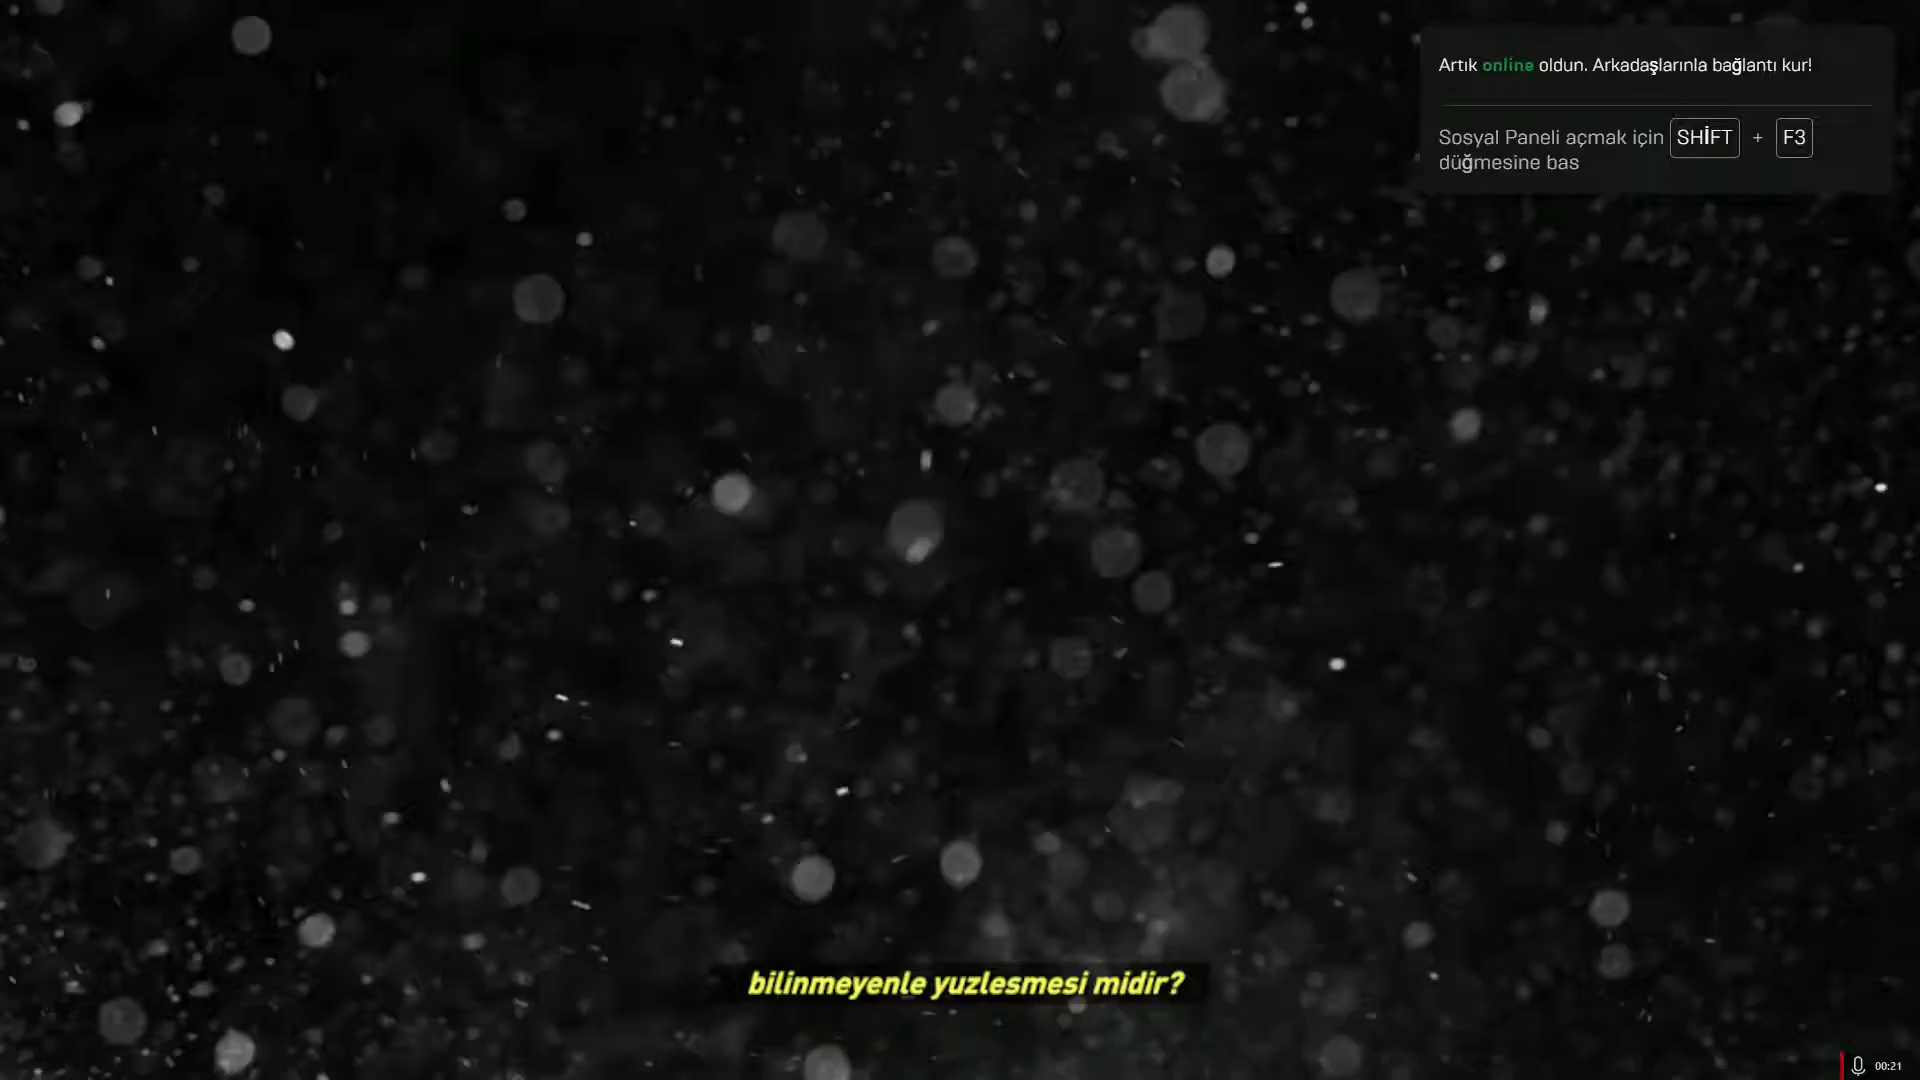 Artık online oldun. Arkadaşlarınla bağlantı kur!
Sosyal Paneli açmak için SHİFT + F3
düğmesine bas
bilinmeyenle yuzlesmesi midir?
00:21